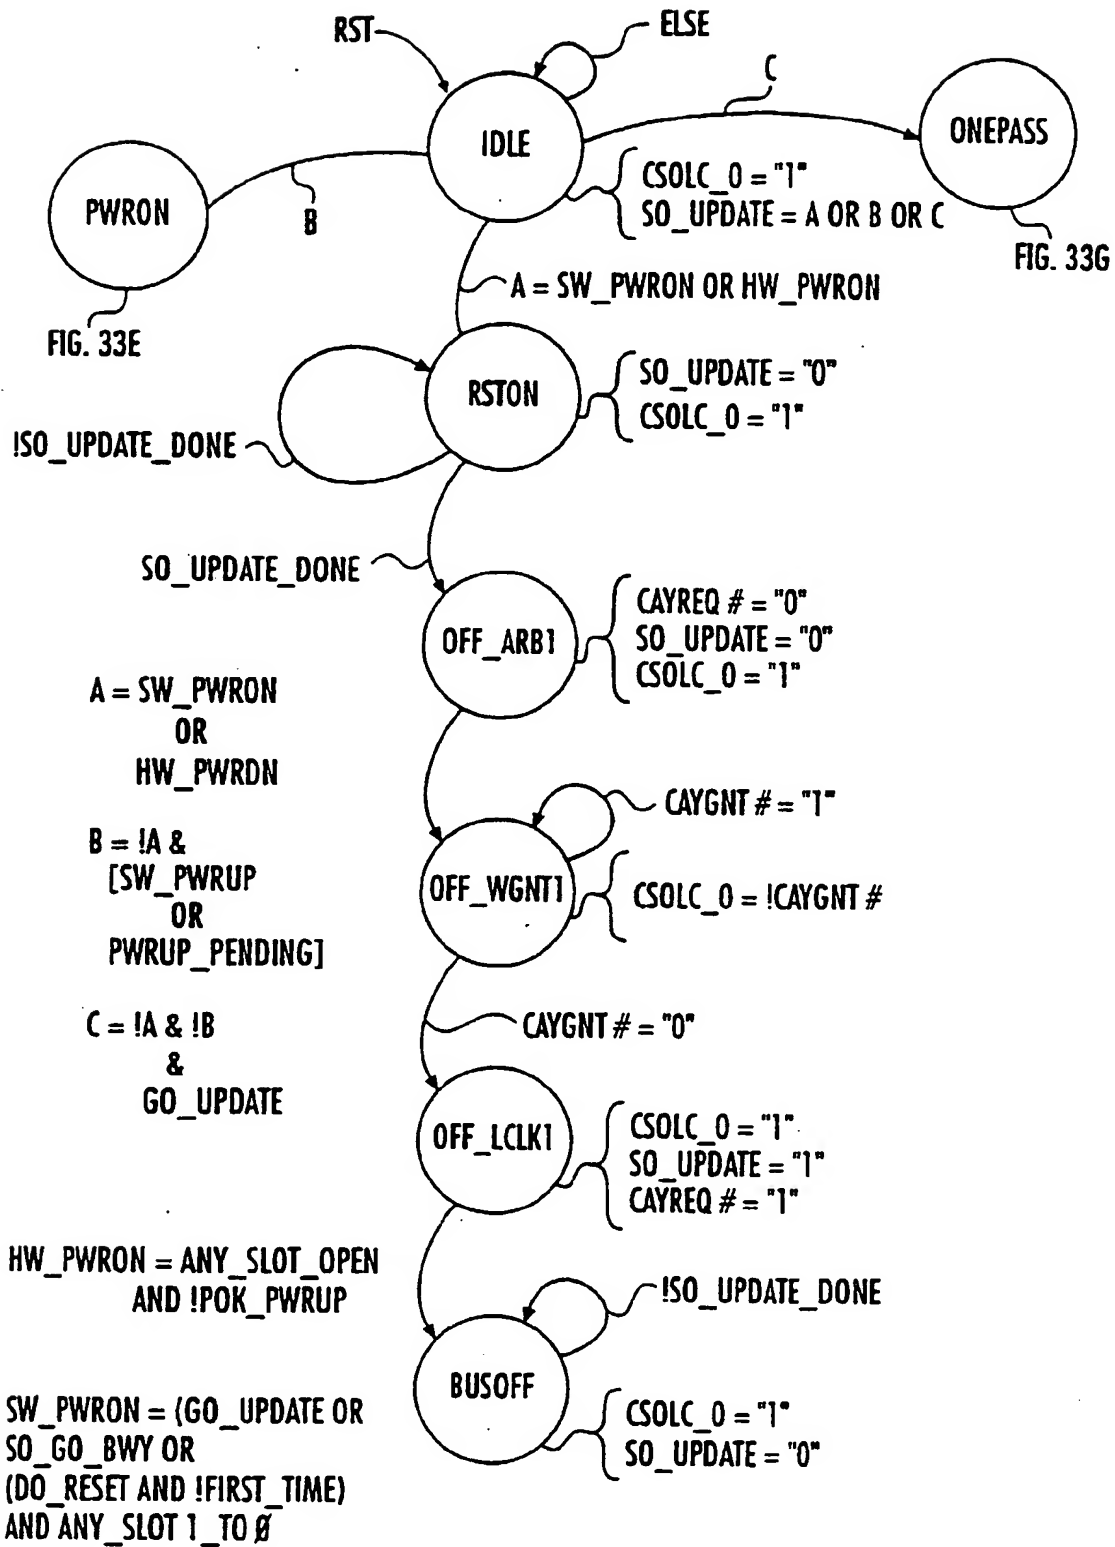 RST
ELSE
C
IDLE
ONEPASS
PWRON
B
CSOLC_0 = "1"
SO_UPDATE = A OR B OR C
FIG. 33G
A = SW_PWRON OR HW_PWRON
FIG. 33E
RSTON
SO_UPDATE = "0"
CSOLC_0 = "1"
!SO_UPDATE_DONE
SO_UPDATE_DONE
OFF_ARB1
CAYREQ # = "0"
SO_UPDATE = "0"
CSOLC_0 = "1"
A = SW_PWRON
OR
HW_PWRDN
CAYGNT # = "1"
B = !A &
[SW_PWRUP
OR
PWRUP_PENDING]
OFF_WGNT1
CSOLC_0 = !CAYGNT #
C = !A & !B
&
GO_UPDATE
CAYGNT # = "0"
OFF_LCLK1
CSOLC_0 = "1"
SO_UPDATE = "1"
CAYREQ # = "1"
HW_PWRON = ANY_SLOT_OPEN
AND !POK_PWRUP
!SO_UPDATE_DONE
BUSOFF
CSOLC_0 = "1"
SO_UPDATE = "0"
SW_PWRON = (GO_UPDATE OR
SO_GO_BWY OR
(DO_RESET AND !FIRST_TIME)
AND ANY_SLOT 1_TO Ø